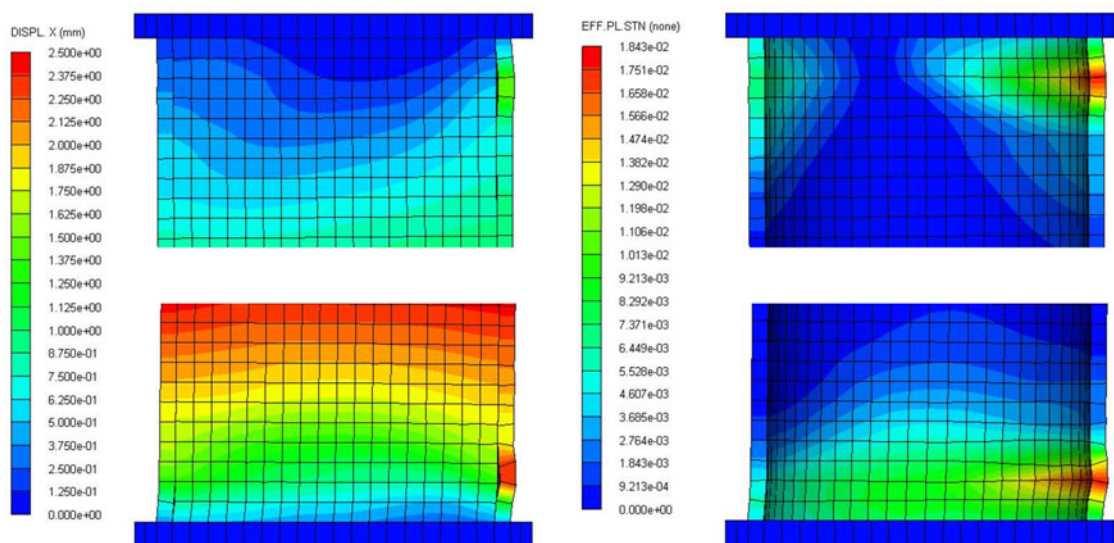 DISPL. X (mm)
2.500e+00
2.375e+00
2.250e+00
2.125e+00
2.000e+00
1.875e+00
1.750e+00
1.625e+00
1.500e+00
1.375e+00
1.250e+00
1.125e+00
1.000e+00
8.750e-01
7.500e-01
6.250e-01
5.000e-01
3.750e-01
2.500e-01
1.250e-01
0.000e+00
EFF.PL.STN (none)
1.843e-02
1.751e-02
1.658e-02
1.566e-02
1.474e-02
1.382e-02
1.290e-02
1.198e-02
1.106e-02
1.013e-02
9.213e-03
8.292e-03
7.371e-03
6.449e-03
5.528e-03
4.607e-03
3.685e-03
2.764e-03
1.843e-03
9.213e-04
0.000e+00